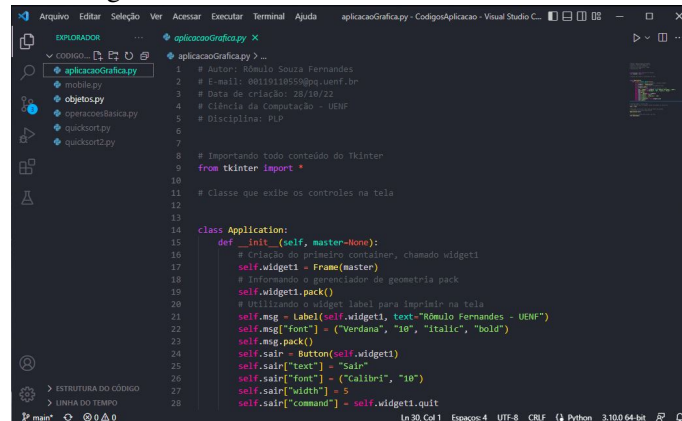 Arquivo Editar Seleção Ver Acessar Executar Terminal Ajuda aplicacaoGrafica.py - CodigosAplicacao - Visual Studio C...
EXPLORADOR ...
CODIGO...
aplicacaoGrafica.py
mobile.py
objetos.py
operacoesBasica.py
quicksort.py
quicksort2.py
ESTRUTURA DO CÓDIGO
LINHA DO TEMPO
aplicacaoGrafica.py
aplicacaoGrafica.py > ...
1 # Autor: Rômulo Souza Fernandes
2 # E-mail: 00119110559@pq.uenf.br
3 # Data de criação: 28/10/22
4 # Ciência da Computação - UENF
5 # Disciplina: PLP
6
7
8 # Importando todo conteúdo do Tkinter
9 from tkinter import *
10
11 # Classe que exibe os controles na tela
12
13
14 class Application:
15 def __init__(self, master=None):
16 # Criação do primeiro container, chamado widget1
17 self.widget1 = Frame(master)
18 # Informando o gerenciador de geometria pack
19 self.widget1.pack()
20 # Utilizando o widget label para imprimir na tela
21 self.msg = Label(self.widget1, text="Rômulo Fernandes - UENF")
22 self.msg["font"] = ("Verdana", "10", "italic", "bold")
23 self.msg.pack()
24 self.sair = Button(self.widget1)
25 self.sair["text"] = "Sair"
26 self.sair["font"] = ("Calibri", "10")
27 self.sair["width"] = 5
28 self.sair["command"] = self.widget1.quit
main* 0 0 Ln 30, Col 1 Espaços: 4 UTF-8 CRLF Python 3.10.0 64-bit